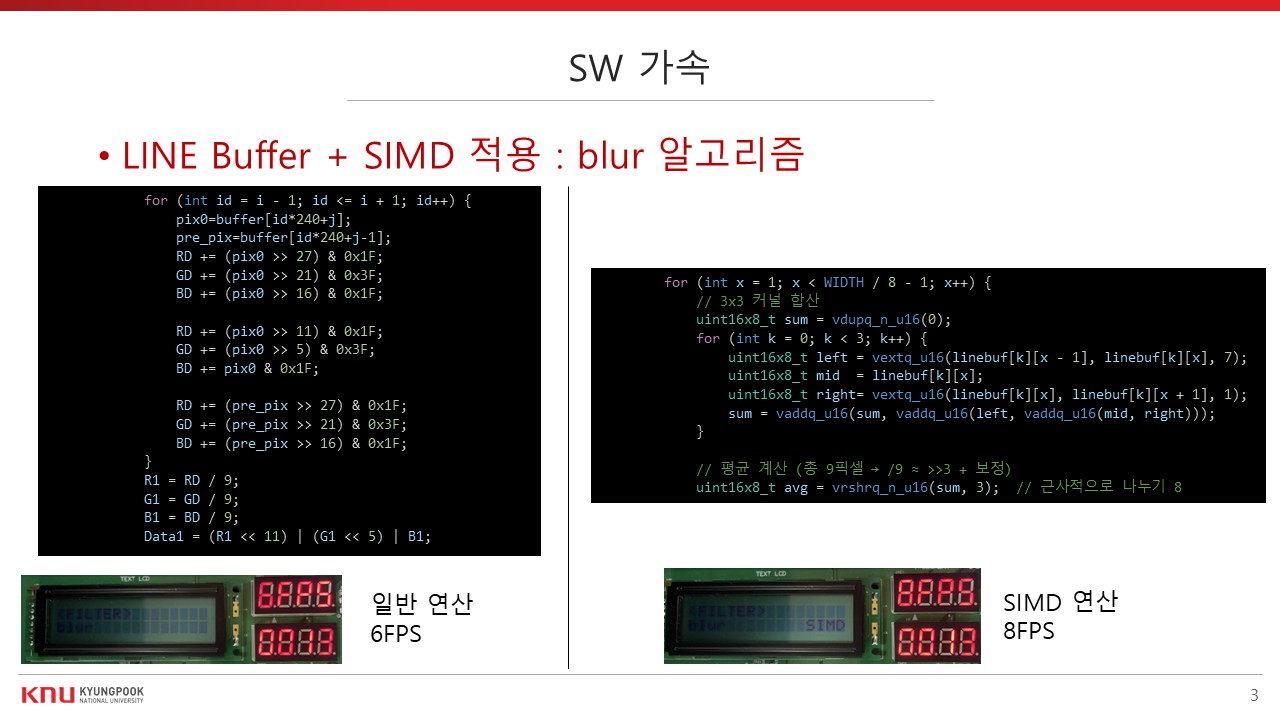 SW 가속
• LINE Buffer + SIMD 적용 : blur 알고리즘
for (int id = i - 1; id <= i + 1; id++) {
pix0=buffer[id*240+j];
pre_pix=buffer[id*240+j-1];
RD += (pix0 >> 27) & 0x1F;
GD += (pix0 >> 21) & 0x3F;
BD += (pix0 >> 16) & 0x1F;
RD += (pix0 >> 11) & 0x1F;
GD += (pix0 >> 5) & 0x3F;
BD += pix0 & 0x1F;
RD += (pre_pix >> 27) & 0x1F;
GD += (pre_pix >> 21) & 0x3F;
BD += (pre_pix >> 16) & 0x1F;
}
R1 = RD / 9;
G1 = GD / 9;
B1 = BD / 9;
Data1 = (R1 << 11) | (G1 << 5) | B1;
TEXT LCD
<FILTER>
blur
일반 연산
6FPS
for (int x = 1; x < WIDTH / 8 - 1; x++) {
// 3x3 커널 합산
uint16x8_t sum = vdupq_n_u16(0);
for (int k = 0; k < 3; k++) {
uint16x8_t left = vextq_u16(linebuf[k][x - 1], linebuf[k][x], 7);
uint16x8_t mid  = linebuf[k][x];
uint16x8_t right= vextq_u16(linebuf[k][x], linebuf[k][x + 1], 1);
sum = vaddq_u16(sum, vaddq_u16(left, vaddq_u16(mid, right)));
}
// 평균 계산 (총 9픽셀 → /9 ≈ >>3 + 보정)
uint16x8_t avg = vrshrq_n_u16(sum, 3);  // 근사적으로 나누기 8
TEXT LCD
<FILTER>
blur SIMD
SIMD 연산
8FPS
KNU KYUNGPOOK
NATIONAL UNIVERSITY
3